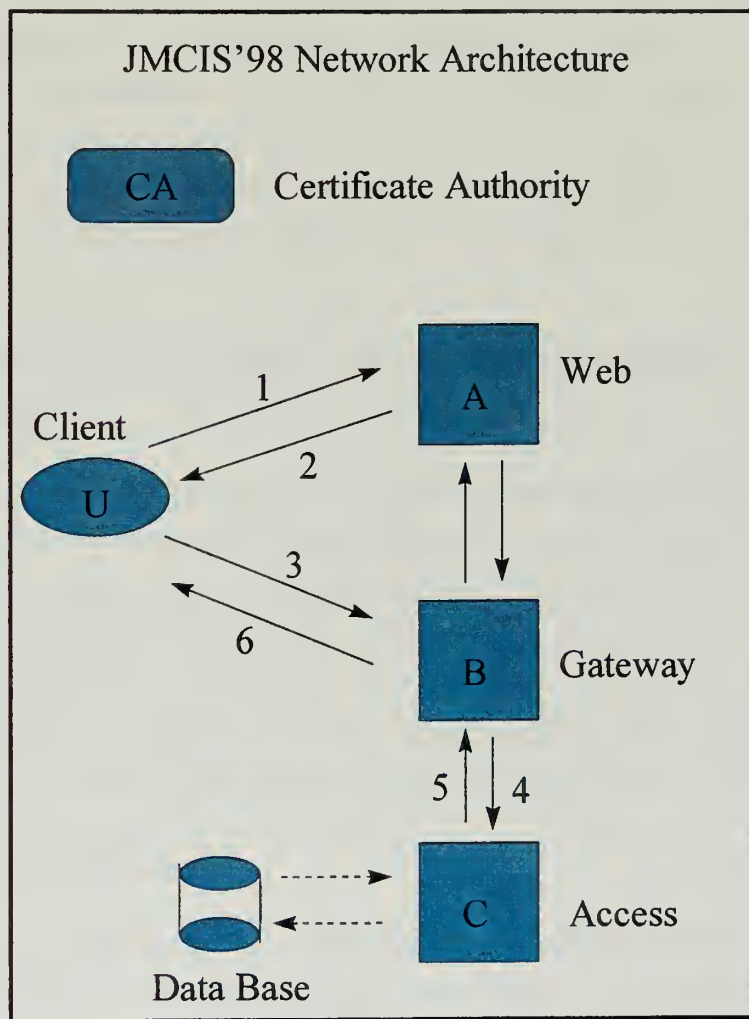 JMCIS'98 Network Architecture
CA Certificate Authority
A Web
1
Client
2
U
3
6
B Gateway
5 4
C Access
Data Base